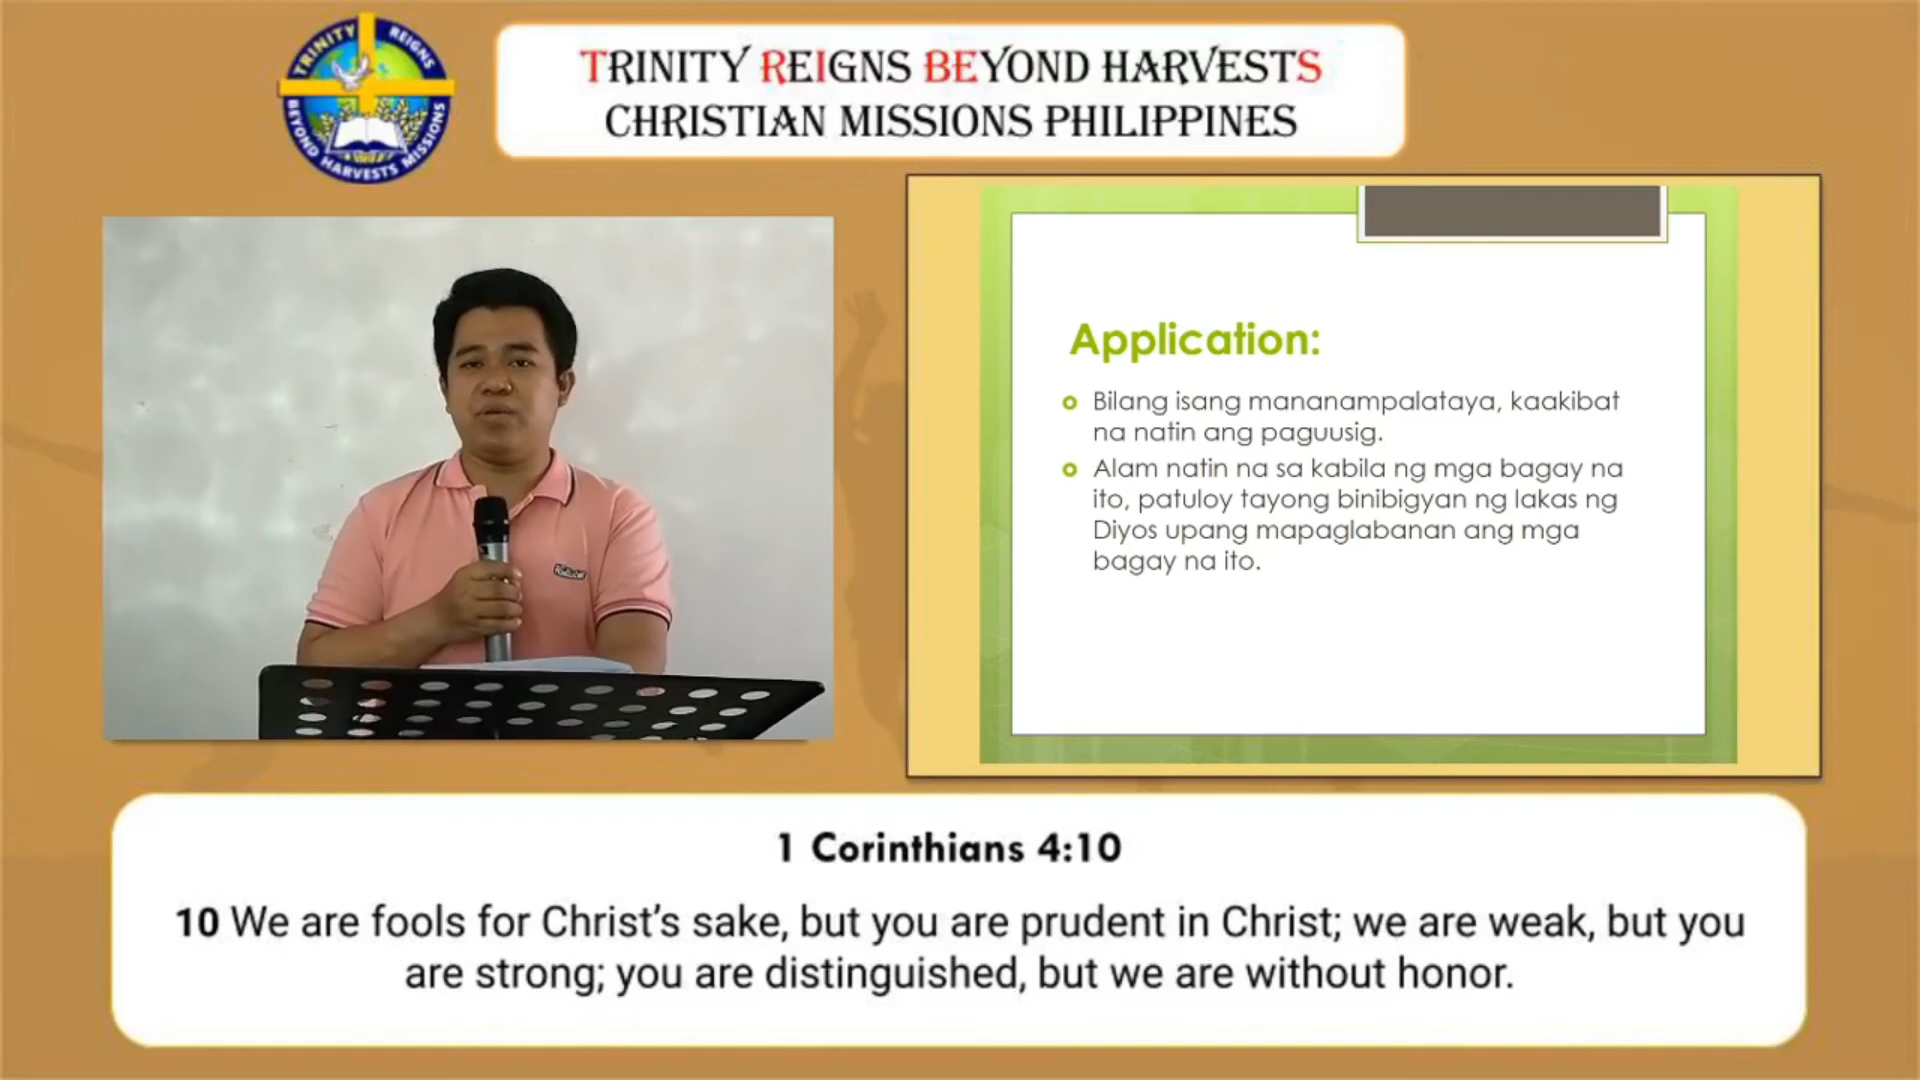 TRINITY REIGNS
BEYOND HARVESTS MISSIONS
TRINITY REIGNS BEYOND HARVESTS
CHRISTIAN MISSIONS PHILIPPINES
Application:
Bilang isang mananampalataya, kaakibat
na natin ang paguusig.
Alam natin na sa kabila ng mga bagay na
ito, patuloy tayong binibigyan ng lakas ng
Diyos upang mapaglabanan ang mga
bagay na ito.
1 Corinthians 4:10
10 We are fools for Christ’s sake, but you are prudent in Christ; we are weak, but you
are strong; you are distinguished, but we are without honor.